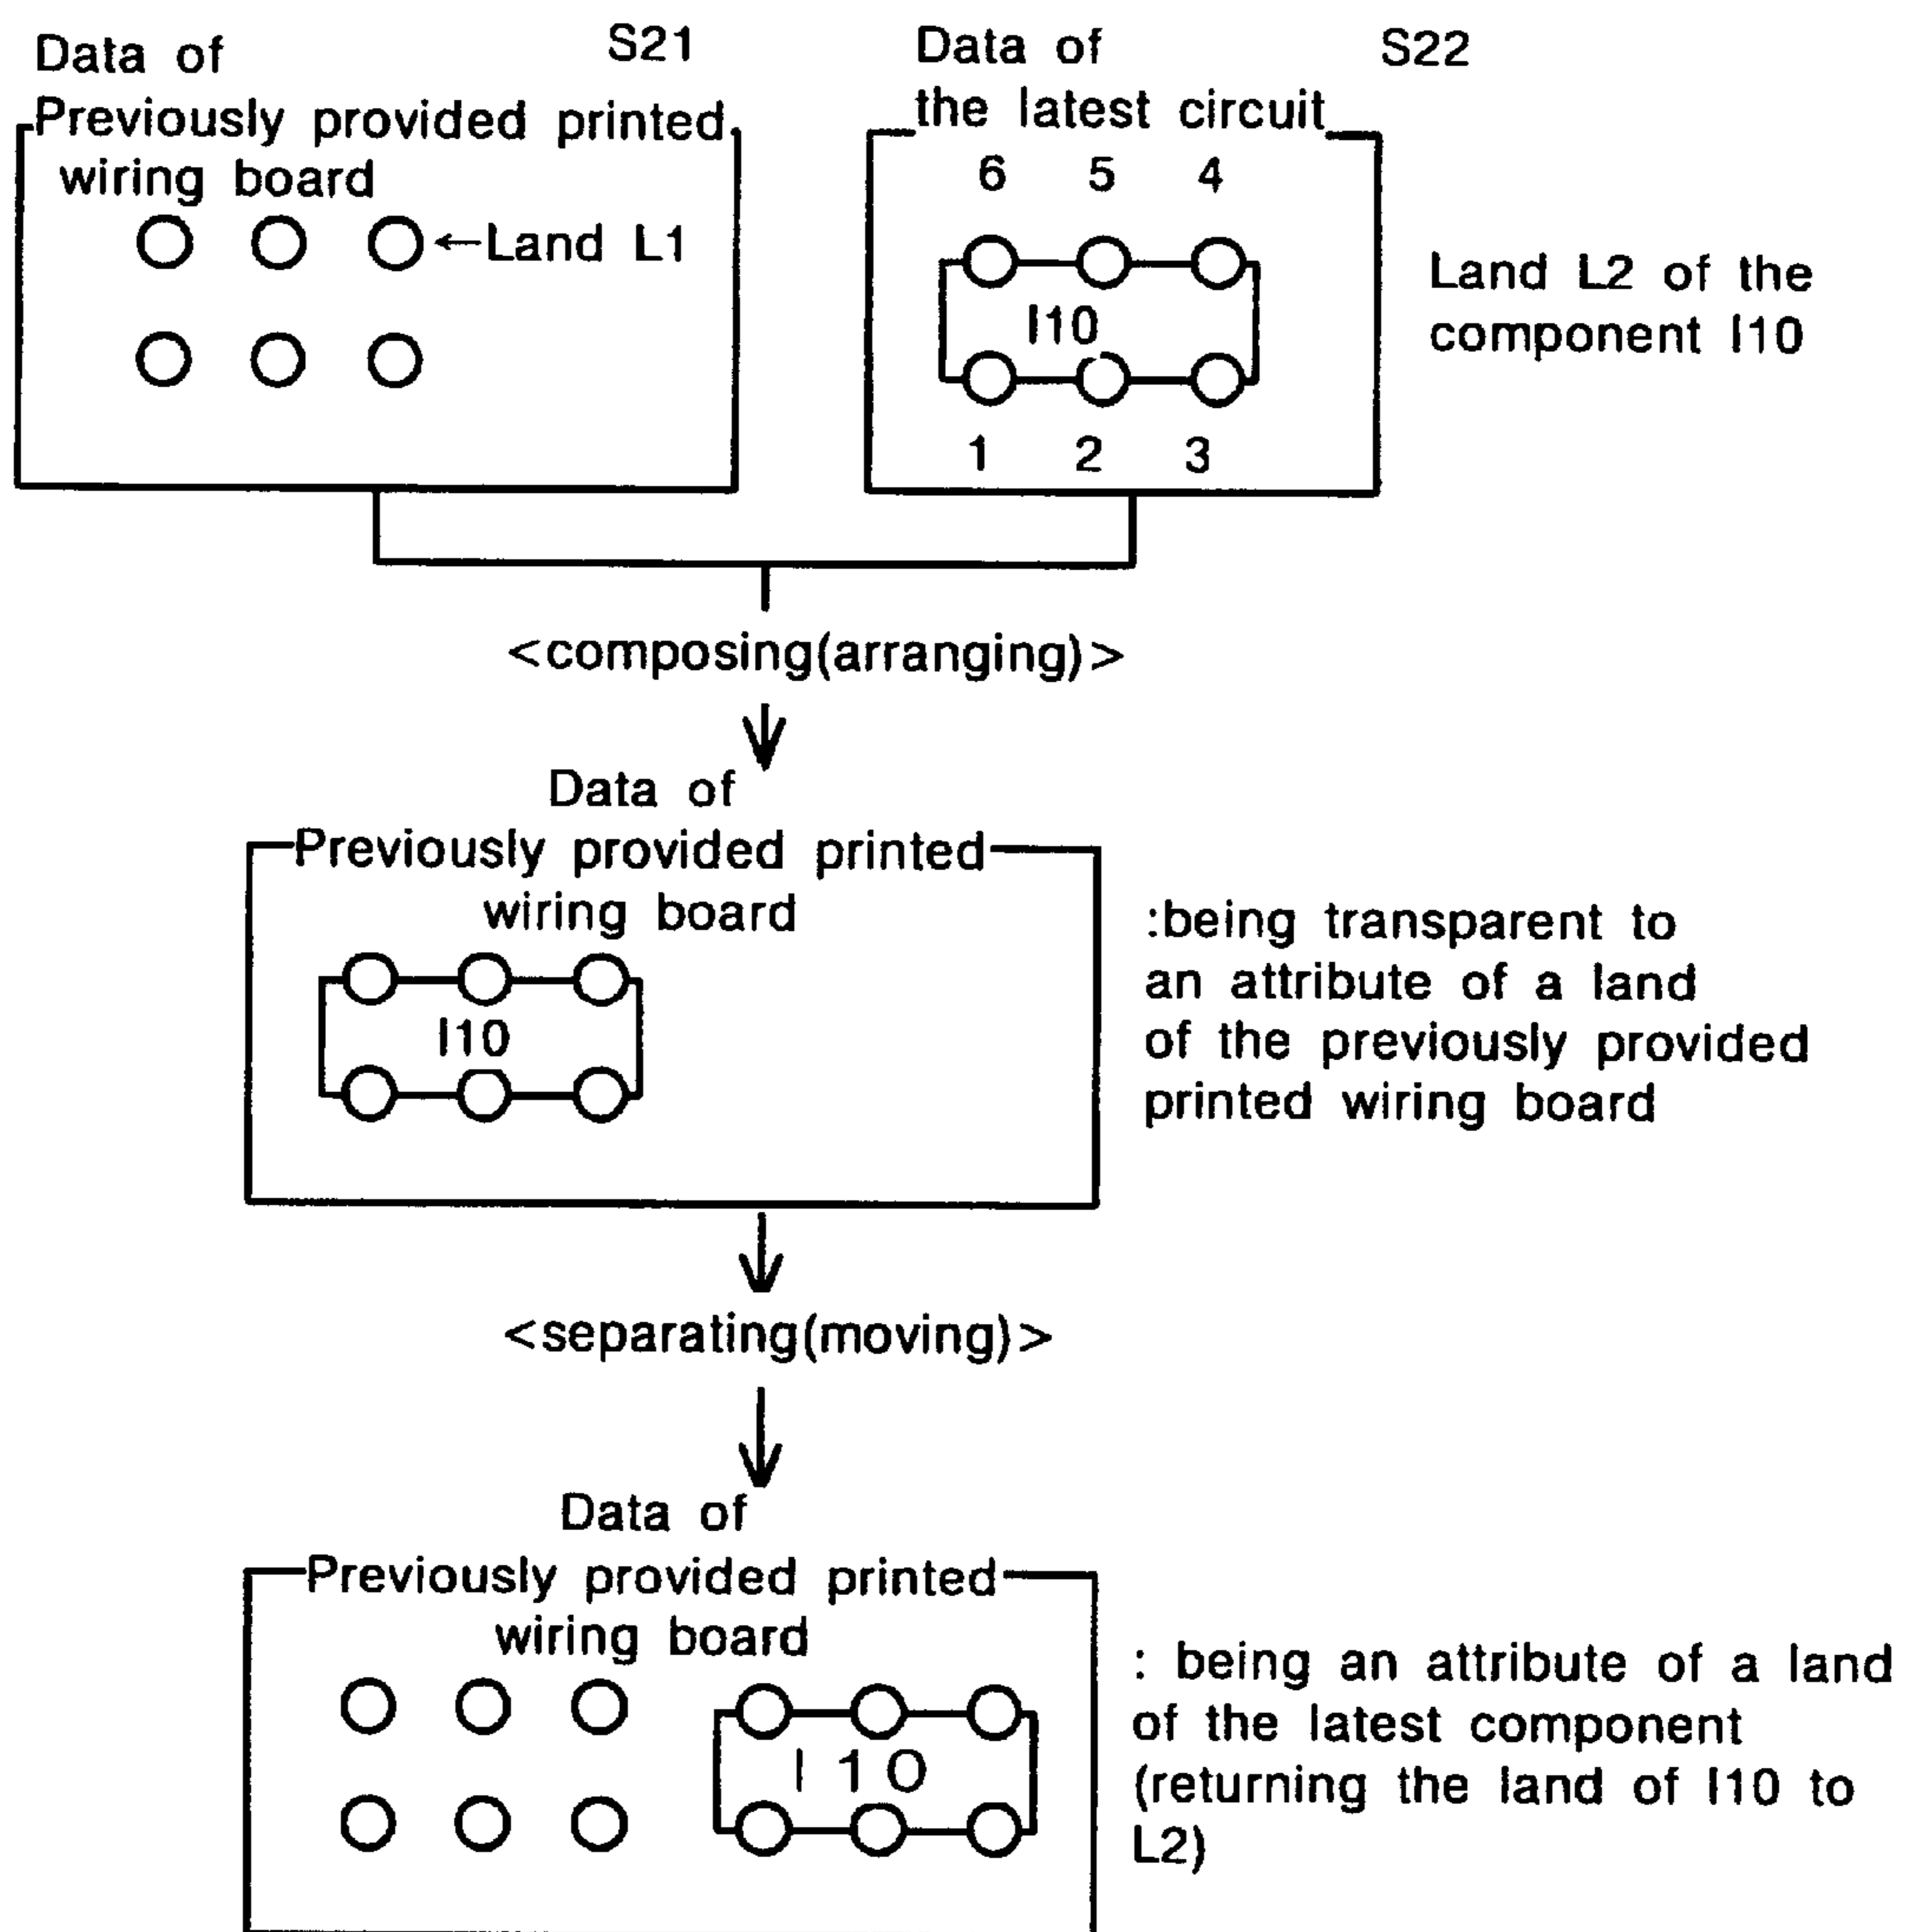 Data of
Previously provided printed
wiring board
S21
←Land L1
Data of
the latest circuit
S22
6 5 4
I10
1 2 3
Land L2 of the
component I10
<composing(arranging)>
Data of
Previously provided printed
wiring board
I10
:being transparent to
an attribute of a land
of the previously provided
printed wiring board
<separating(moving)>
Data of
Previously provided printed
wiring board
I 1 0
: being an attribute of a land
of the latest component
(returning the land of I10 to
L2)